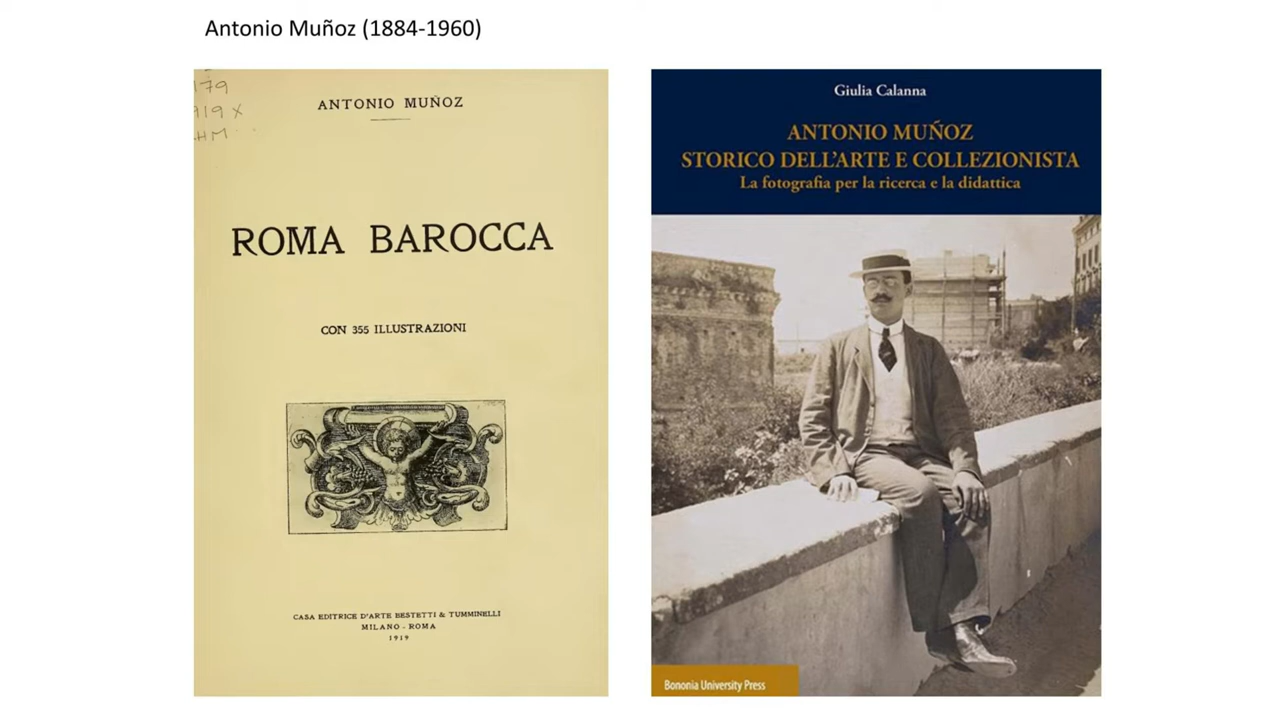 Antonio Muñoz (1884-1960)
179
919 X
HM
ANTONIO MUÑOZ
ROMA BAROCCA
CON 355 ILLUSTRAZIONI
CASA EDITRICE D'ARTE BESTETTI & TUMMINELLI
MILANO - ROMA
1919
Giulia Calanna
ANTONIO MUÑOZ
STORICO DELL'ARTE E COLLEZIONISTA
La fotografia per la ricerca e la didattica
Bononia University Press